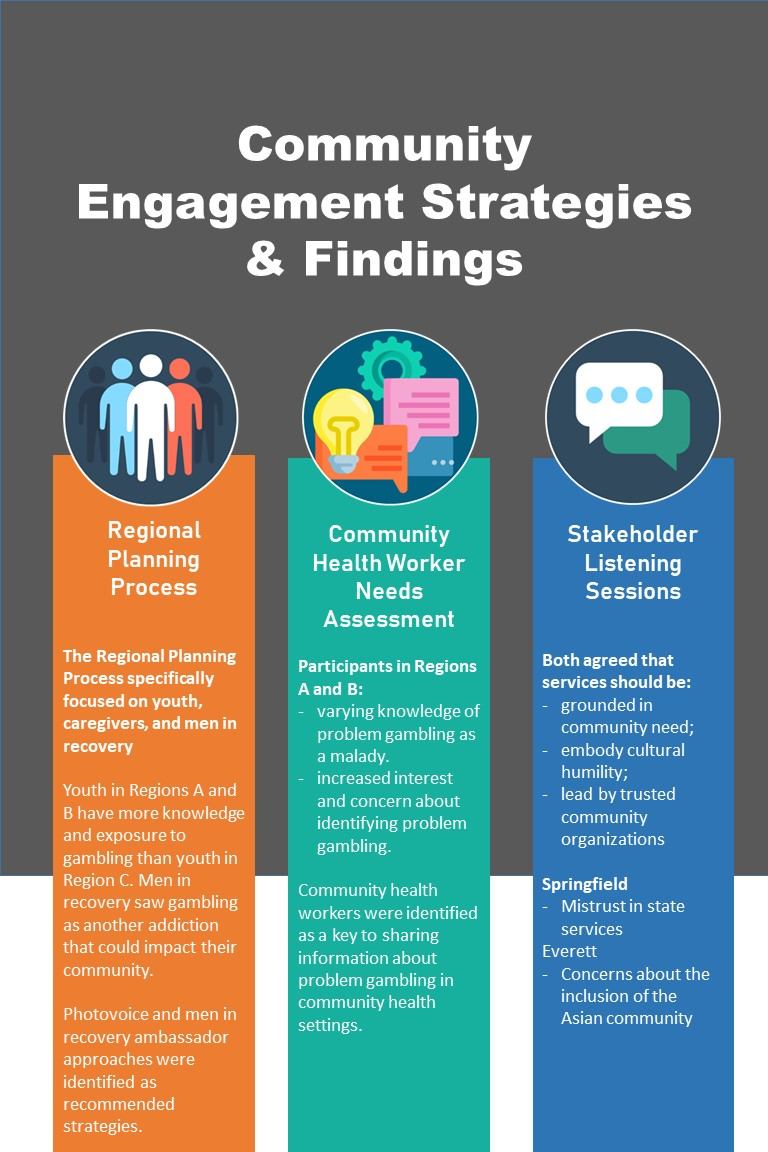 Community
Engagement Strategies
& Findings
Regional
Planning
Process
The Regional Planning
Process specifically
focused on youth,
caregivers, and men in
recovery
Youth in Regions A and
B have more knowledge
and exposure to
gambling than youth in
Region C. Men in
recovery saw gambling
as another addiction
that could impact their
community.
Photovoice and men in
recovery ambassador
approaches were
identified as
recommended
strategies.
Community
Health Worker
Needs
Assessment
Participants in Regions
A and B:
- varying knowledge of
problem gambling as
a malady.
- increased interest
and concern about
identifying problem
gambling.
Community health
workers were identified
as a key to sharing
information about
problem gambling in
community health
settings.
Stakeholder
Listening
Sessions
Both agreed that
services should be:
- grounded in
community need;
- embody cultural
humility;
- lead by trusted
community
organizations
Springfield
- Mistrust in state
services
Everett
- Concerns about the
inclusion of the
Asian community